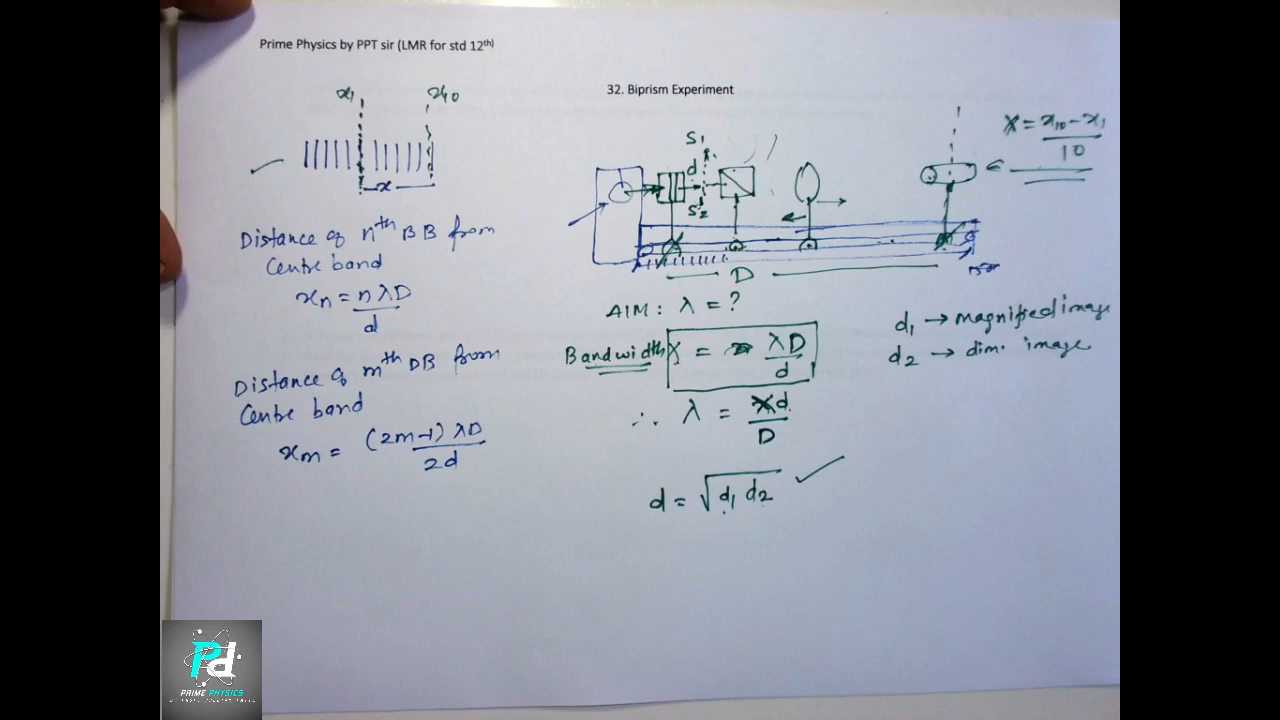 Prime Physics by PPT sir (LMR for std 12th)
32. Biprism Experiment
x1 x10
x
Distance of nth BB from
Centre band
xn = nλD / d
Distance of mth DB from
Centre band
xm = (2m-1) λD / 2d
S1
d
S2
D
X = x10 - x1 / 10
AIM: λ = ?
Bandwidth X = λD / d
∴ λ = Xd / D
d = √d1 d2
d1 → magnified image
d2 → dim. image
Pd
PRIME PHYSICS